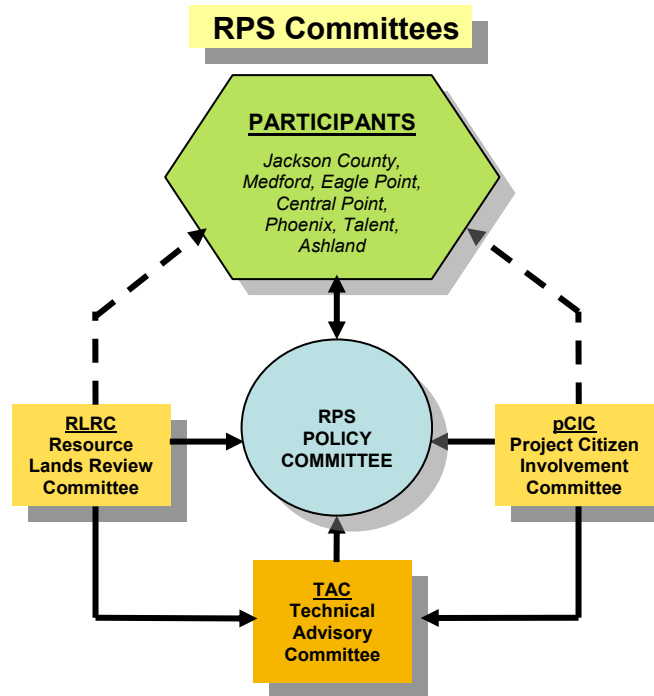 RPS Committees
PARTICIPANTS
Jackson County,
Medford, Eagle Point,
Central Point,
Phoenix, Talent,
Ashland
RLRC
Resource
Lands Review
Committee
RPS
POLICY
COMMITTEE
pCIC
Project Citizen
Involvement
Committee
TAC
Technical
Advisory
Committee